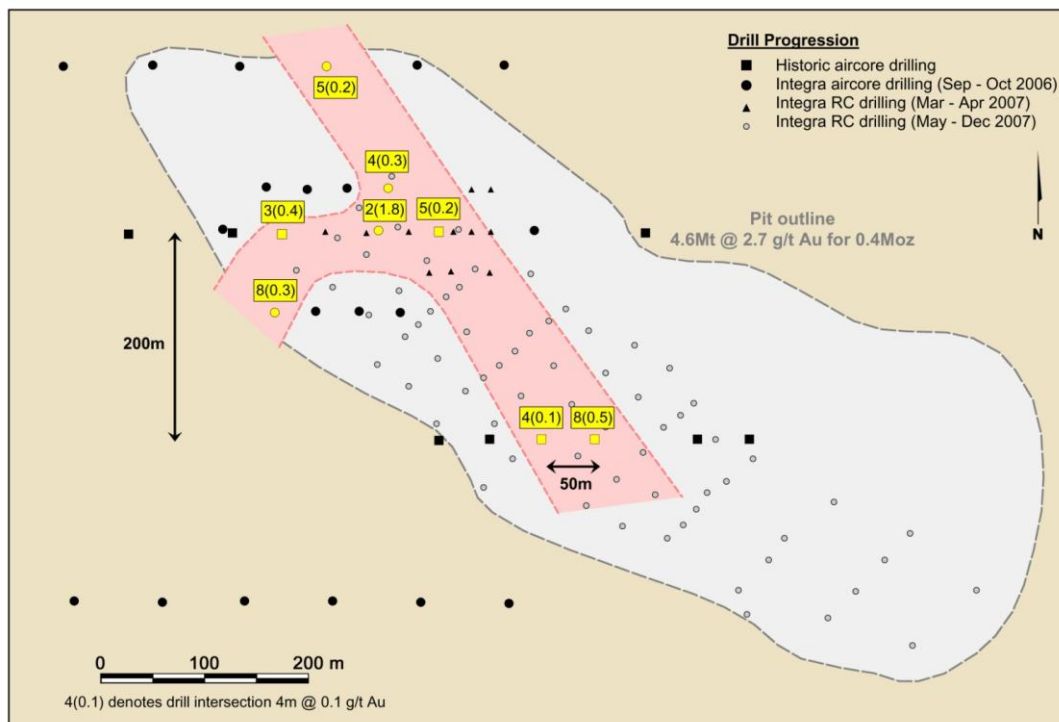 Drill Progression
Historic aircore drilling
Integra aircore drilling (Sep - Oct 2006)
Integra RC drilling (Mar - Apr 2007)
Integra RC drilling (May - Dec 2007)
5(0.2)
4(0.3)
3(0.4)
2(1.8)
5(0.2)
Pit outline
4.6Mt @ 2.7 g/t Au for 0.4Moz
N
8(0.3)
200m
4(0.1)
8(0.5)
50m
0 100 200 m
4(0.1) denotes drill intersection 4m @ 0.1 g/t Au